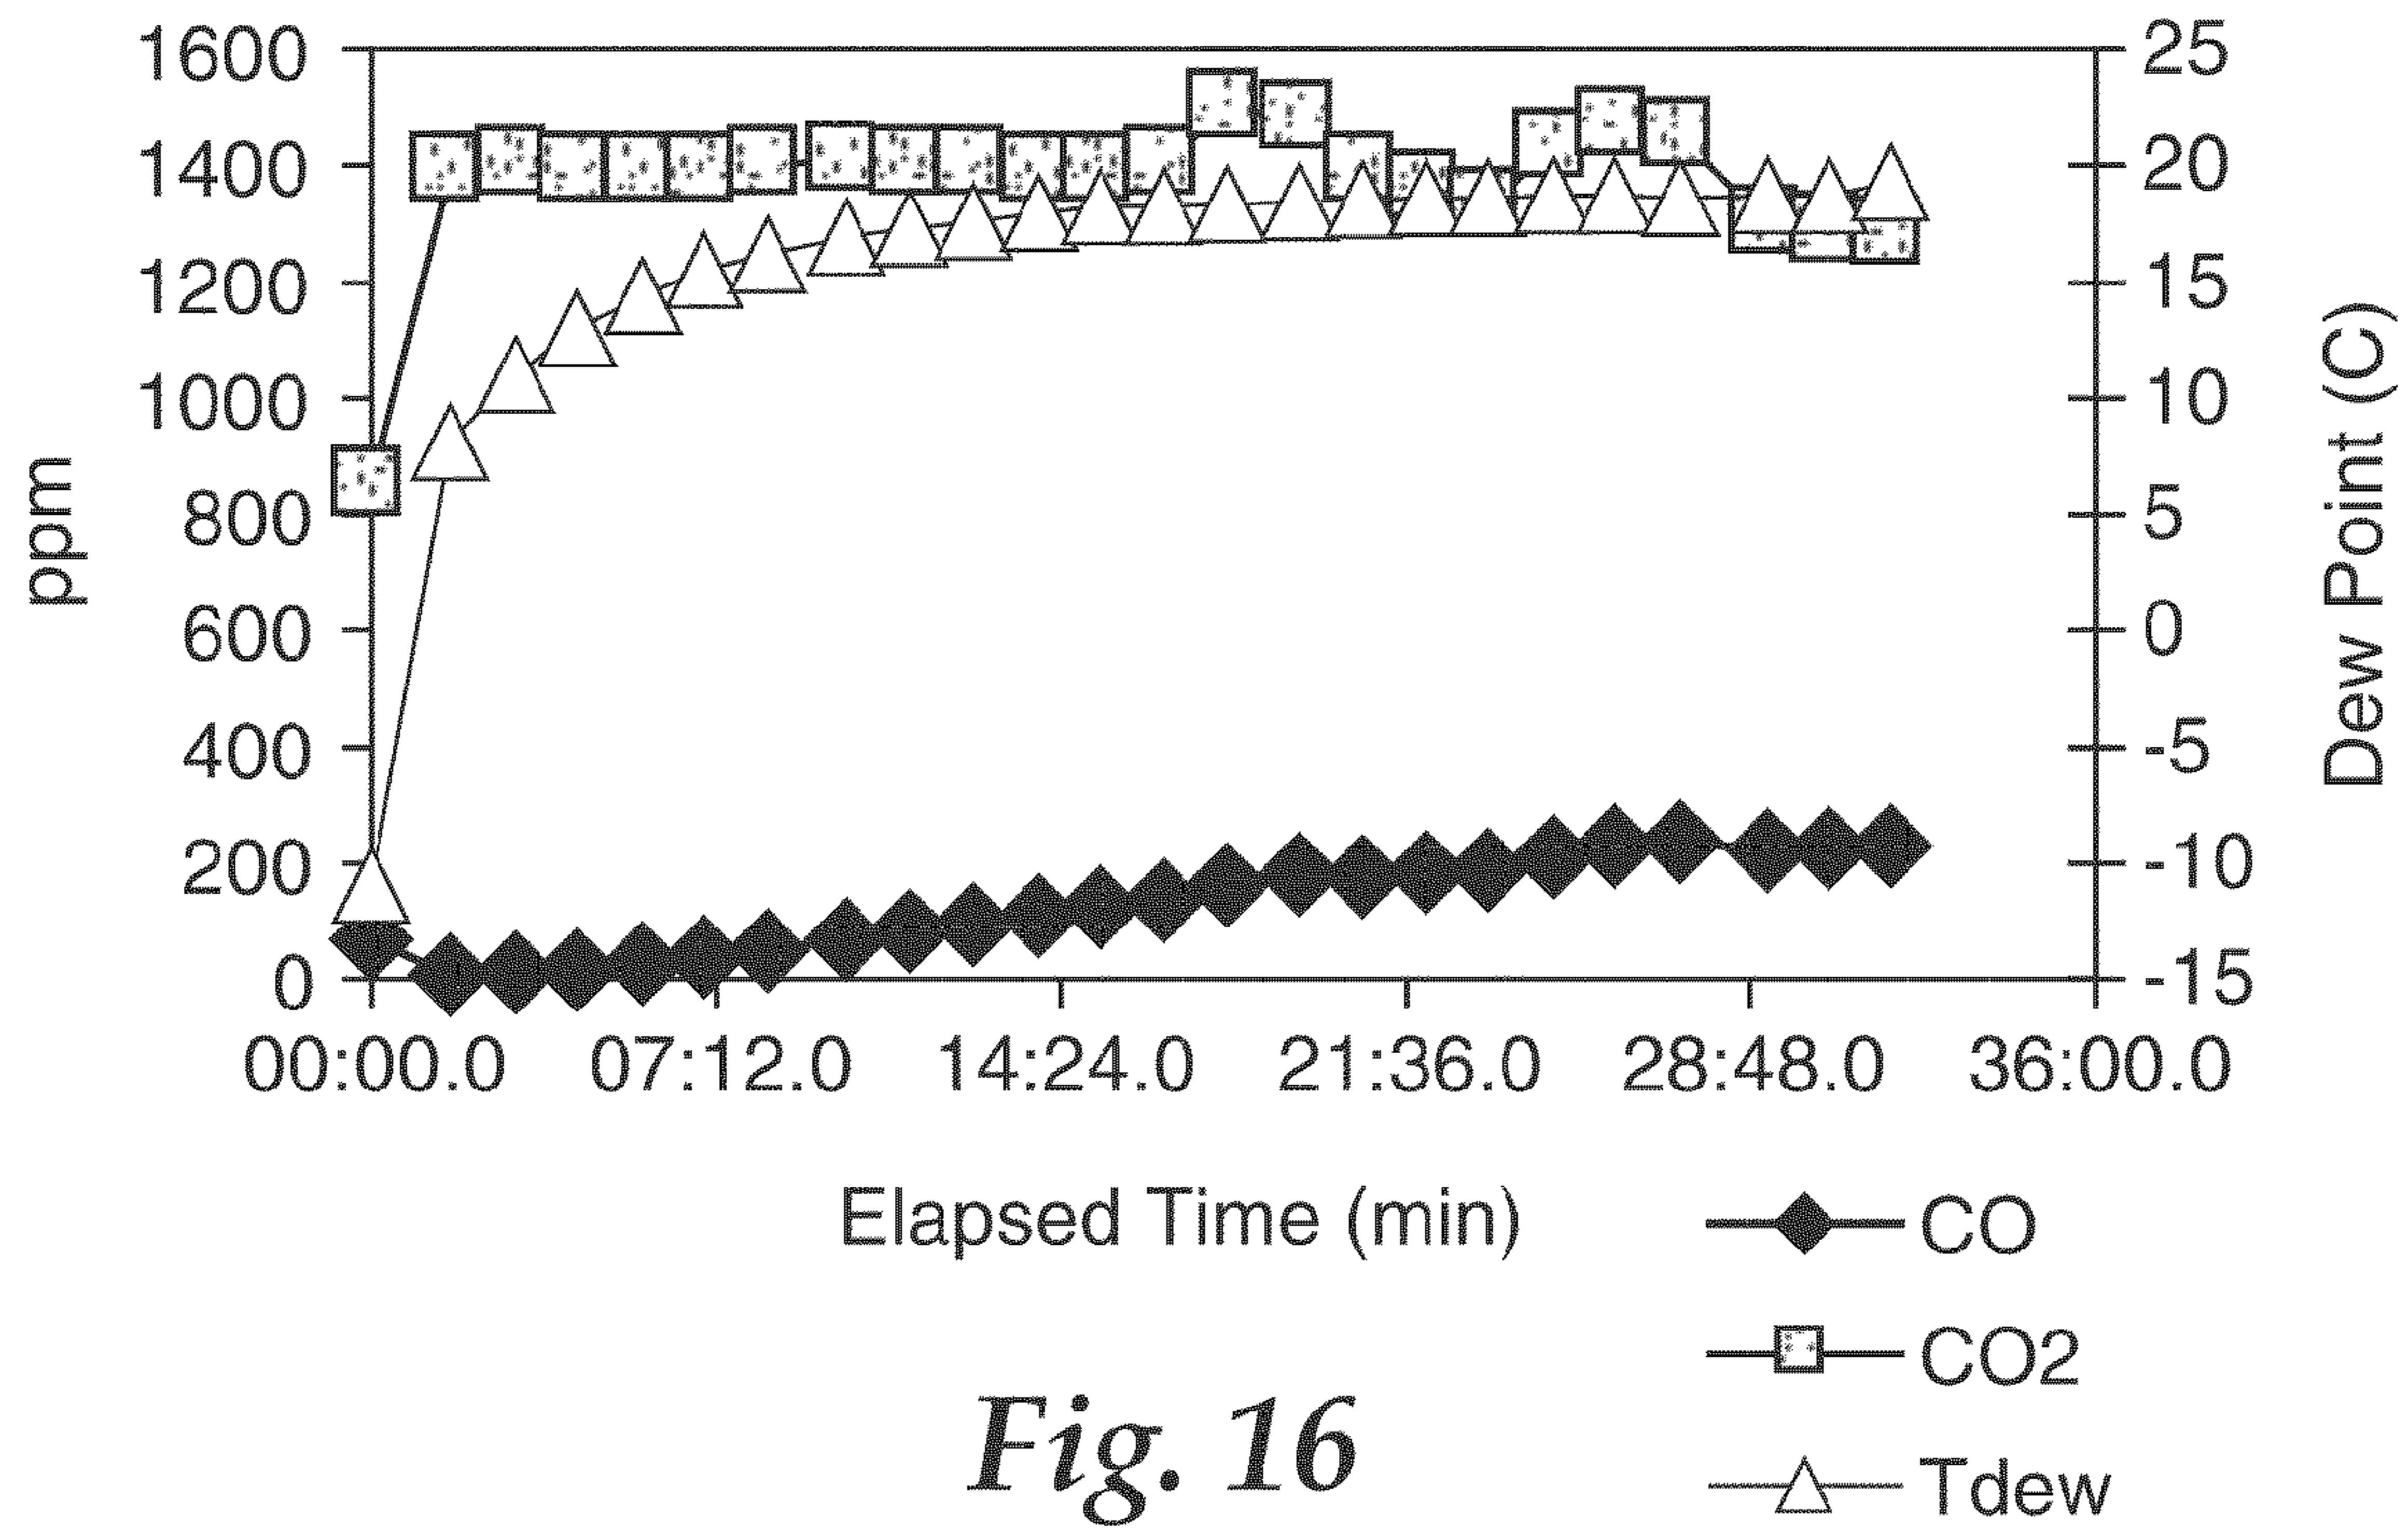 1600
1400
1200
1000
800
600
400
200
0
ppm
25
20
15
10
5
0
-5
-10
-15
Dew Point (C)
00:00.0 07:12.0 14:24.0 21:36.0 28:48.0 36:00.0
Elapsed Time (min)
CO
CO2
Tdew
Fig. 16